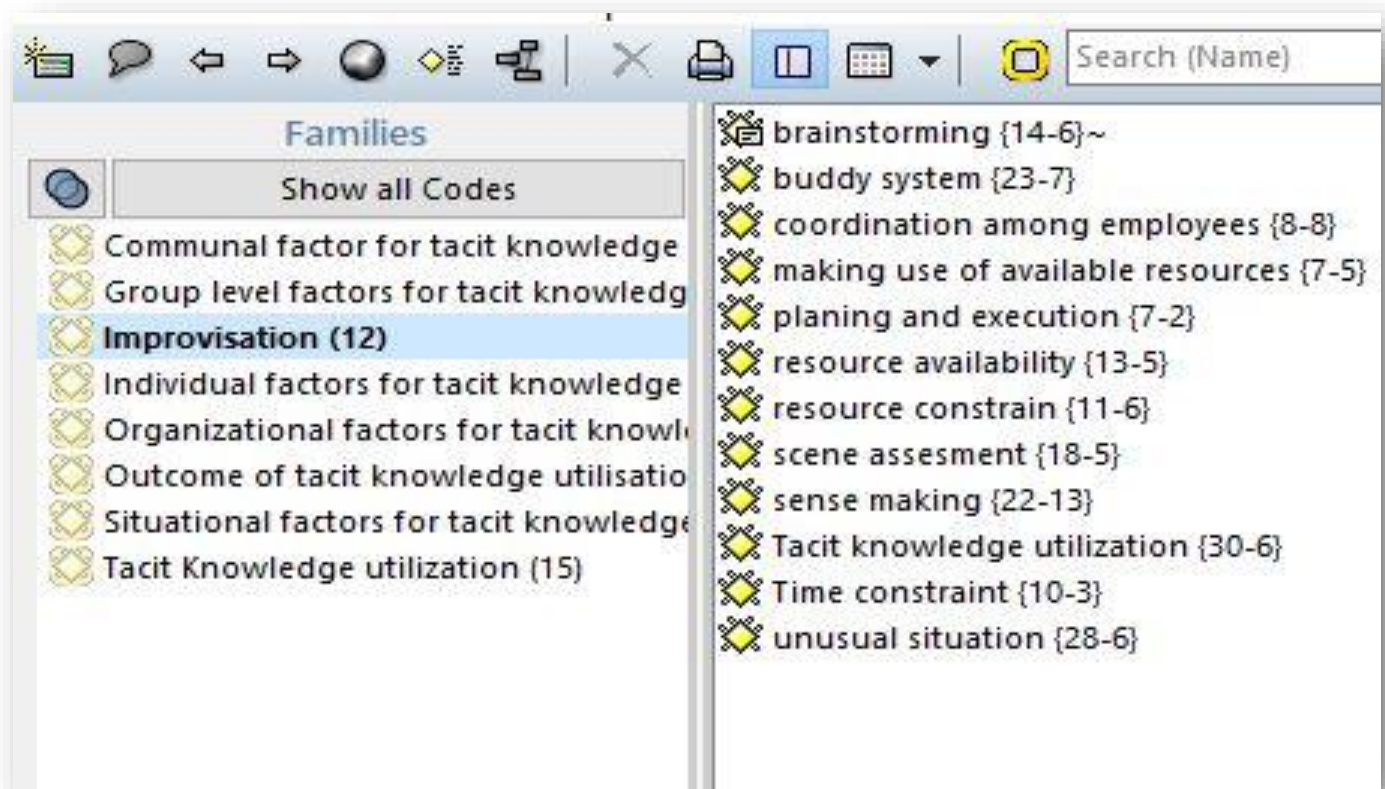 Search (Name)
Families
Show all Codes
Communal factor for tacit knowledge
Group level factors for tacit knowledg
Improvisation (12)
Individual factors for tacit knowledge
Organizational factors for tacit knowl
Outcome of tacit knowledge utilisatio
Situational factors for tacit knowledge
Tacit Knowledge utilization (15)
brainstorming {14-6}~
buddy system {23-7}
coordination among employees {8-8}
making use of available resources {7-5}
planing and execution {7-2}
resource availability {13-5}
resource constrain {11-6}
scene assesment {18-5}
sense making {22-13}
Tacit knowledge utilization {30-6}
Time constraint {10-3}
unusual situation {28-6}